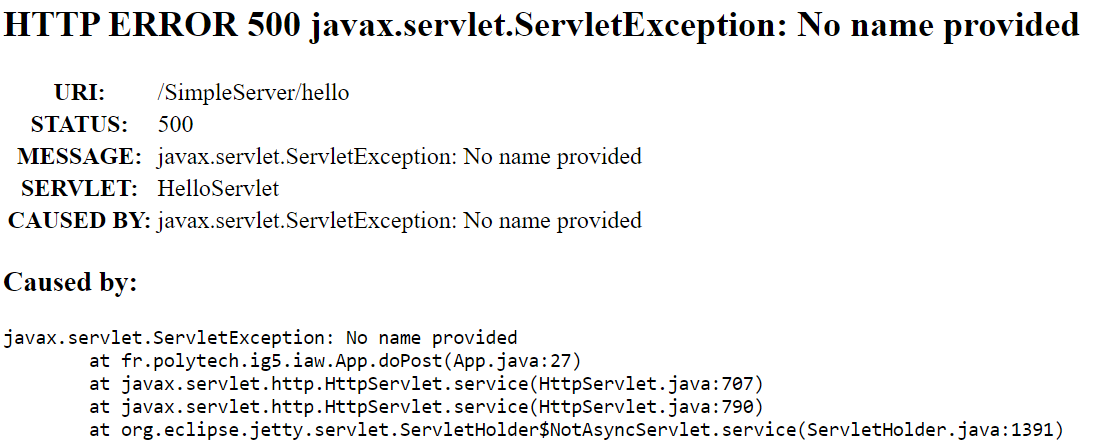 HTTP ERROR 500 javax.servlet.ServletException: No name provided
URI: /SimpleServer/hello
STATUS: 500
MESSAGE: javax.servlet.ServletException: No name provided
SERVLET: HelloServlet
CAUSED BY: javax.servlet.ServletException: No name provided
Caused by:
javax.servlet.ServletException: No name provided
        at fr.polytech.ig5.iaw.App.doPost(App.java:27)
        at javax.servlet.http.HttpServlet.service(HttpServlet.java:707)
        at javax.servlet.http.HttpServlet.service(HttpServlet.java:790)
        at org.eclipse.jetty.servlet.ServletHolder$NotAsyncServlet.service(ServletHolder.java:1391)